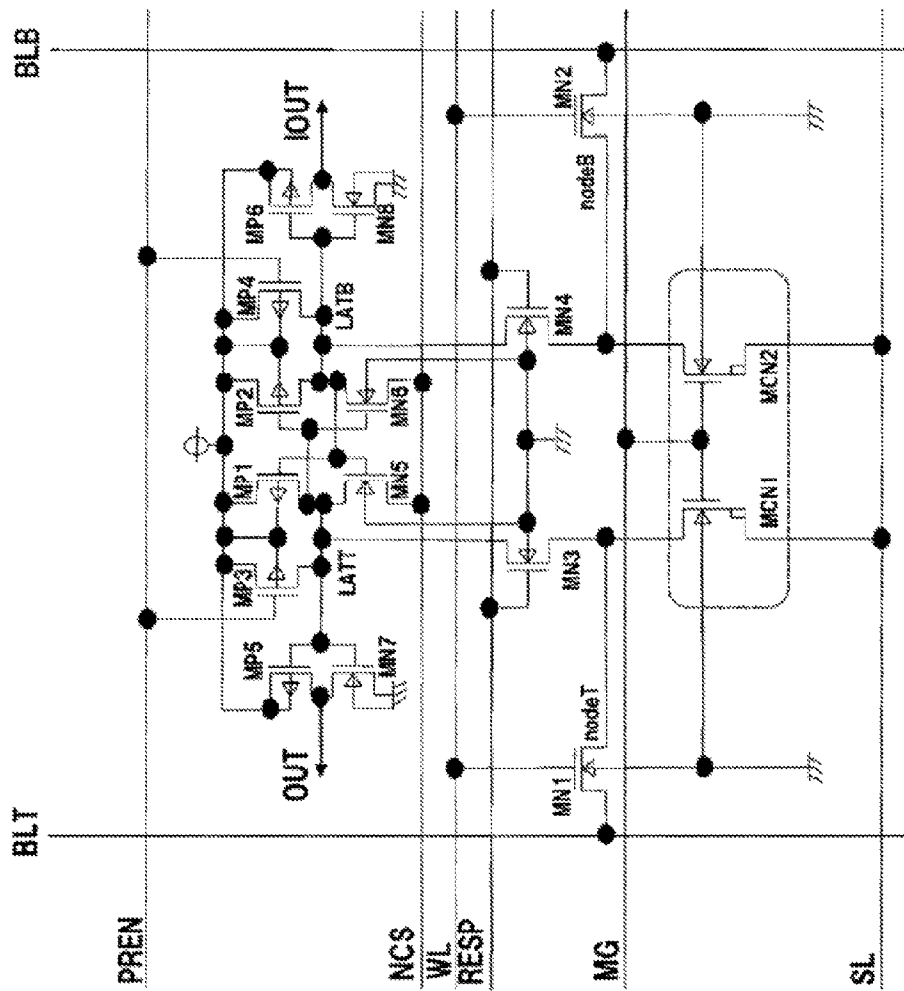 BLT
BLB
PREN
OUT
IOUT
MP5
MP3
MP1
MP2
MP4
MP6
MN7
LATT
MN5
MN6
LATB
MN8
NCS
WL
RESP
MN1
nodeT
MN3
MN4
nodeB
MN2
MG
MCN1
MCN2
SL